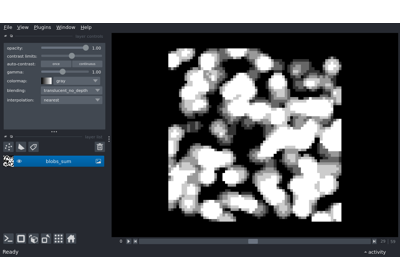 File View Plugins Window Help
opacity: 1.00
contrast limits:
auto-contrast: once continuous
gamma: 1.00
colormap: gray
blending: translucent_no_depth
interpolation: nearest
blobs_sum
Ready
activity